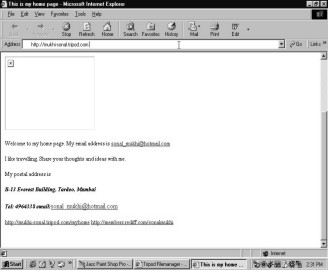 This is my home page - Microsoft Internet Explorer
File Edit View Favorites Tools Help
Stop Refresh Home Search Favorites History Mail Print Edit
Address http://mukhi-sonal.tripod.com Go Links »
Welcome to my home page. My email address is sonal_mukhi@hotmail.com
I like travelling. Share your thoughts and ideas with me.
My postal address is
B-13 Everest Building, Tardeo, Mumbai
Tel: 4964338 email:sonal_mukhi@hotmail.com
http://mukhi-sonal.tripod.com/myhome http://members.rediff.com/sonalmukhi
Internet
Start Jasc Paint Shop Pro - Tripod Filemanager This is my home ... 2:31 PM